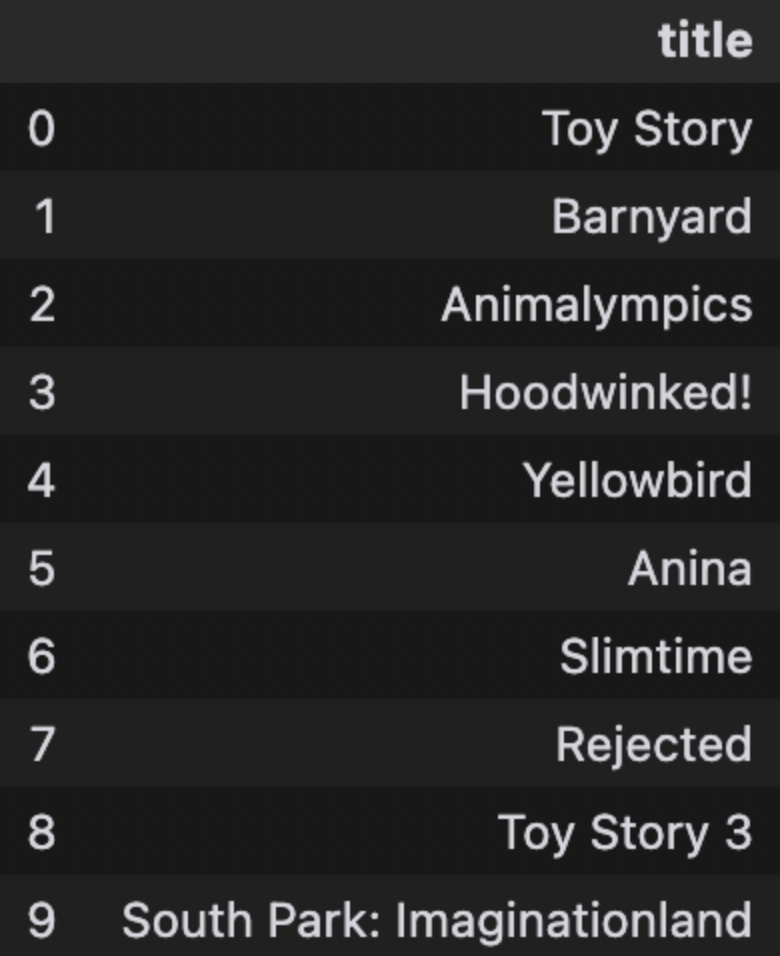 title
0 Toy Story
1 Barnyard
2 Animalympics
3 Hoodwinked!
4 Yellowbird
5 Anina
6 Slimtime
7 Rejected
8 Toy Story 3
9 South Park: Imaginationland